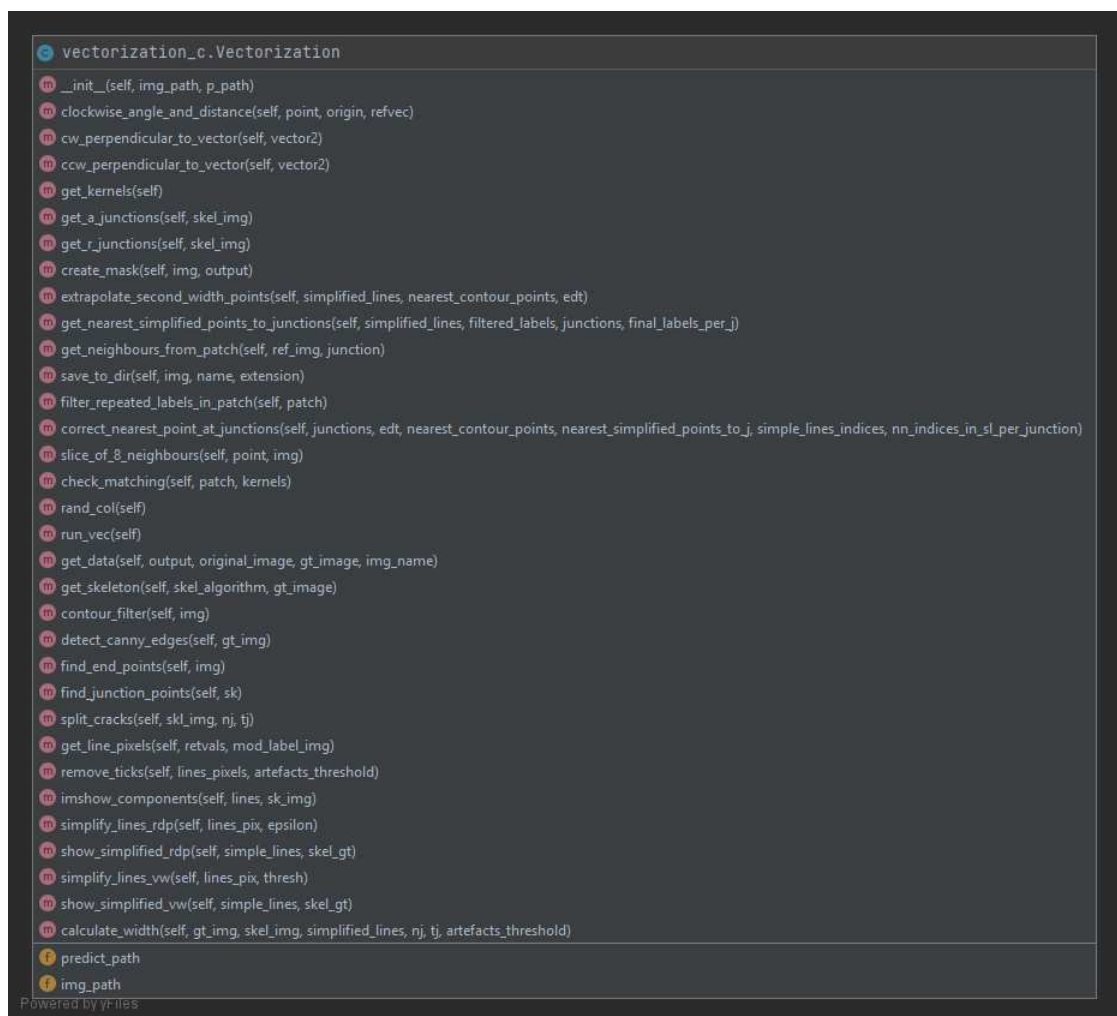 vectorization_c.Vectorization
__init__(self, img_path, p_path)
clockwise_angle_and_distance(self, point, origin, refvec)
cw_perpendicular_to_vector(self, vector2)
ccw_perpendicular_to_vector(self, vector2)
get_kernels(self)
get_a_junctions(self, skel_img)
get_r_junctions(self, skel_img)
create_mask(self, img, output)
extrapolate_second_width_points(self, simplified_lines, nearest_contour_points, edt)
get_nearest_simplified_points_to_junctions(self, simplified_lines, filtered_labels, junctions, final_labels_per_j)
get_neighbours_from_patch(self, ref_img, junction)
save_to_dir(self, img, name, extension)
filter_repeated_labels_in_patch(self, patch)
correct_nearest_point_at_junctions(self, junctions, edt, nearest_contour_points, nearest_simplified_points_to_j, simple_lines_indices, nn_indices_in_sl_per_junction)
slice_of_8_neighbours(self, point, img)
check_matching(self, patch, kernels)
rand_col(self)
run_vec(self)
get_data(self, output, original_image, gt_image, img_name)
get_skeleton(self, skel_algorithm, gt_image)
contour_filter(self, img)
detect_canny_edges(self, gt_img)
find_end_points(self, img)
find_junction_points(self, sk)
split_cracks(self, skl_img, nj, tj)
get_line_pixels(self, retvals, mod_label_img)
remove_ticks(self, lines_pixels, artefacts_threshold)
imshow_components(self, lines, sk_img)
simplify_lines_rdp(self, lines_pix, epsilon)
show_simplified_rdp(self, simple_lines, skel_gt)
simplify_lines_vw(self, lines_pix, thresh)
show_simplified_vw(self, simple_lines, skel_gt)
calculate_width(self, gt_img, skel_img, simplified_lines, nj, tj, artefacts_threshold)
predict_path
img_path
Powered by yFiles